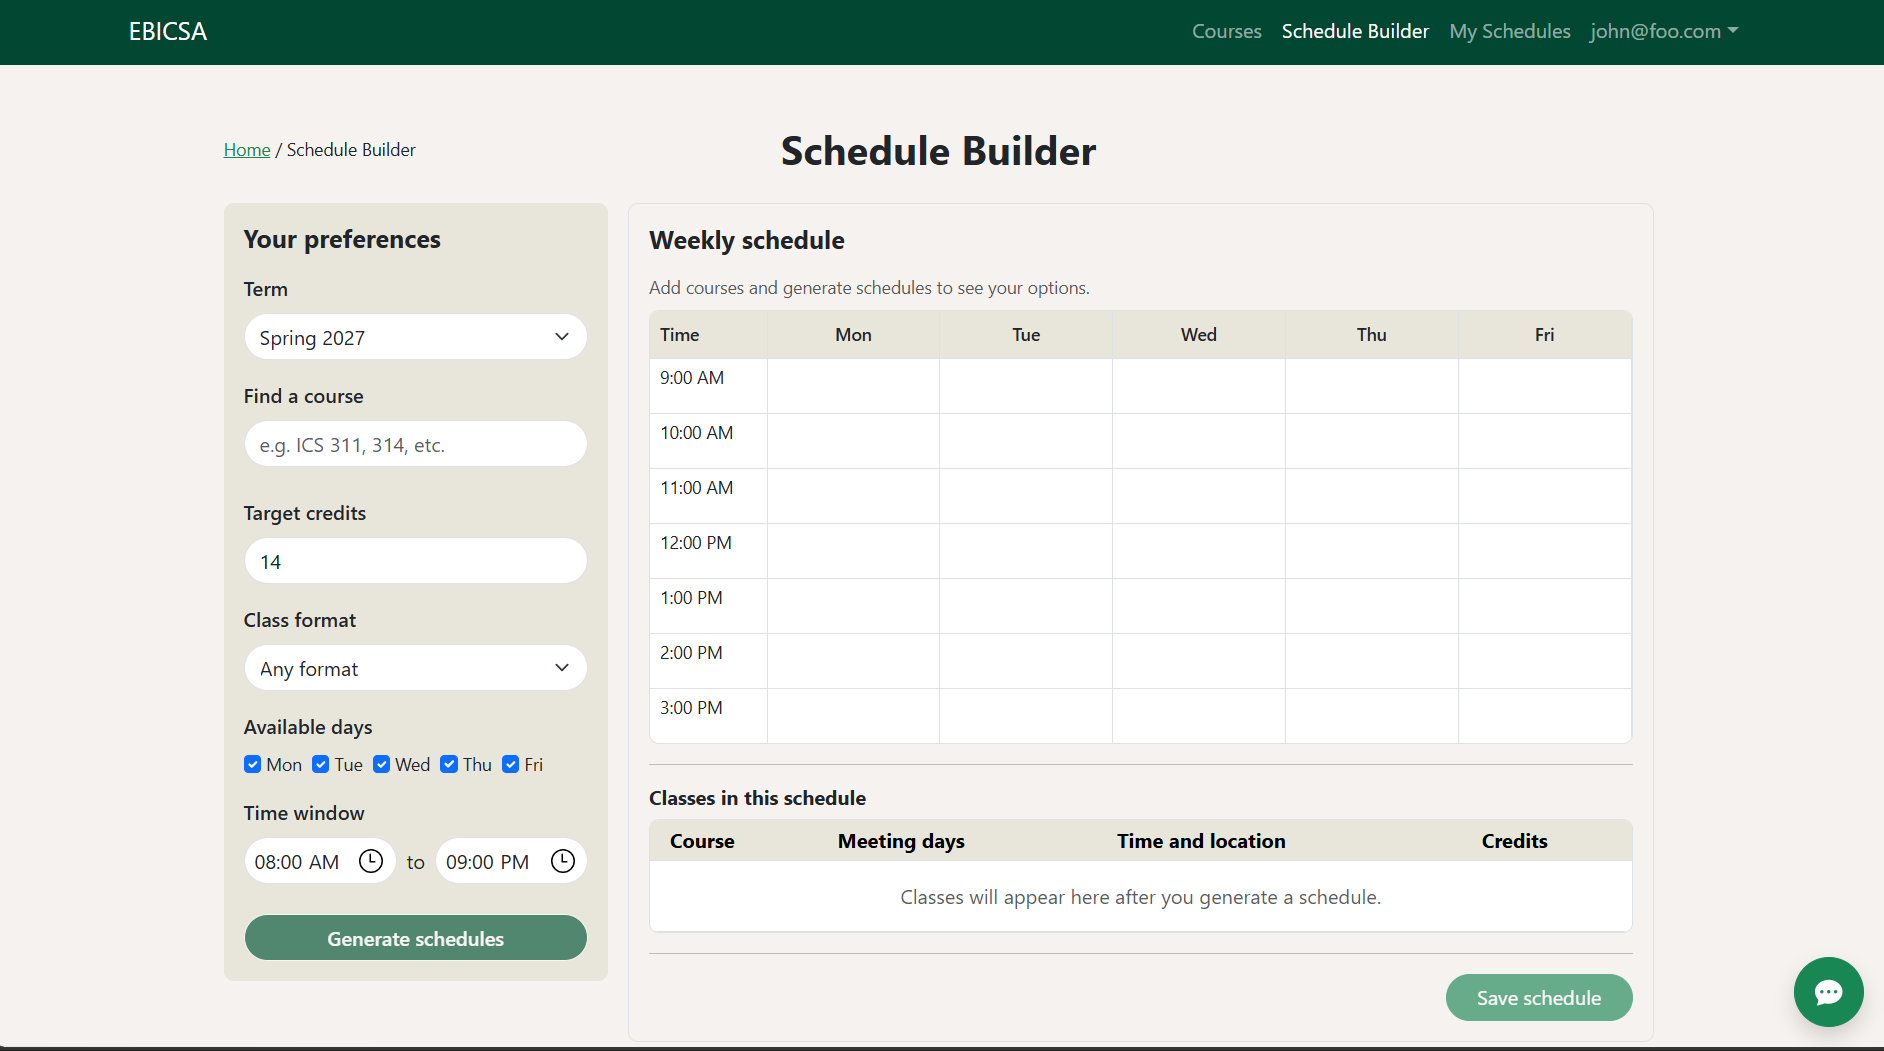 EBICSA
Courses Schedule Builder My Schedules john@foo.com
Home / Schedule Builder
Schedule Builder
Your preferences
Term
Spring 2027
Find a course
e.g. ICS 311, 314, etc.
Target credits
14
Class format
Any format
Available days
Mon Tue Wed Thu Fri
Time window
08:00 AM to 09:00 PM
Generate schedules
Weekly schedule
Add courses and generate schedules to see your options.
Time Mon Tue Wed Thu Fri
9:00 AM
10:00 AM
11:00 AM
12:00 PM
1:00 PM
2:00 PM
3:00 PM
Classes in this schedule
Course Meeting days Time and location Credits
Classes will appear here after you generate a schedule.
Save schedule